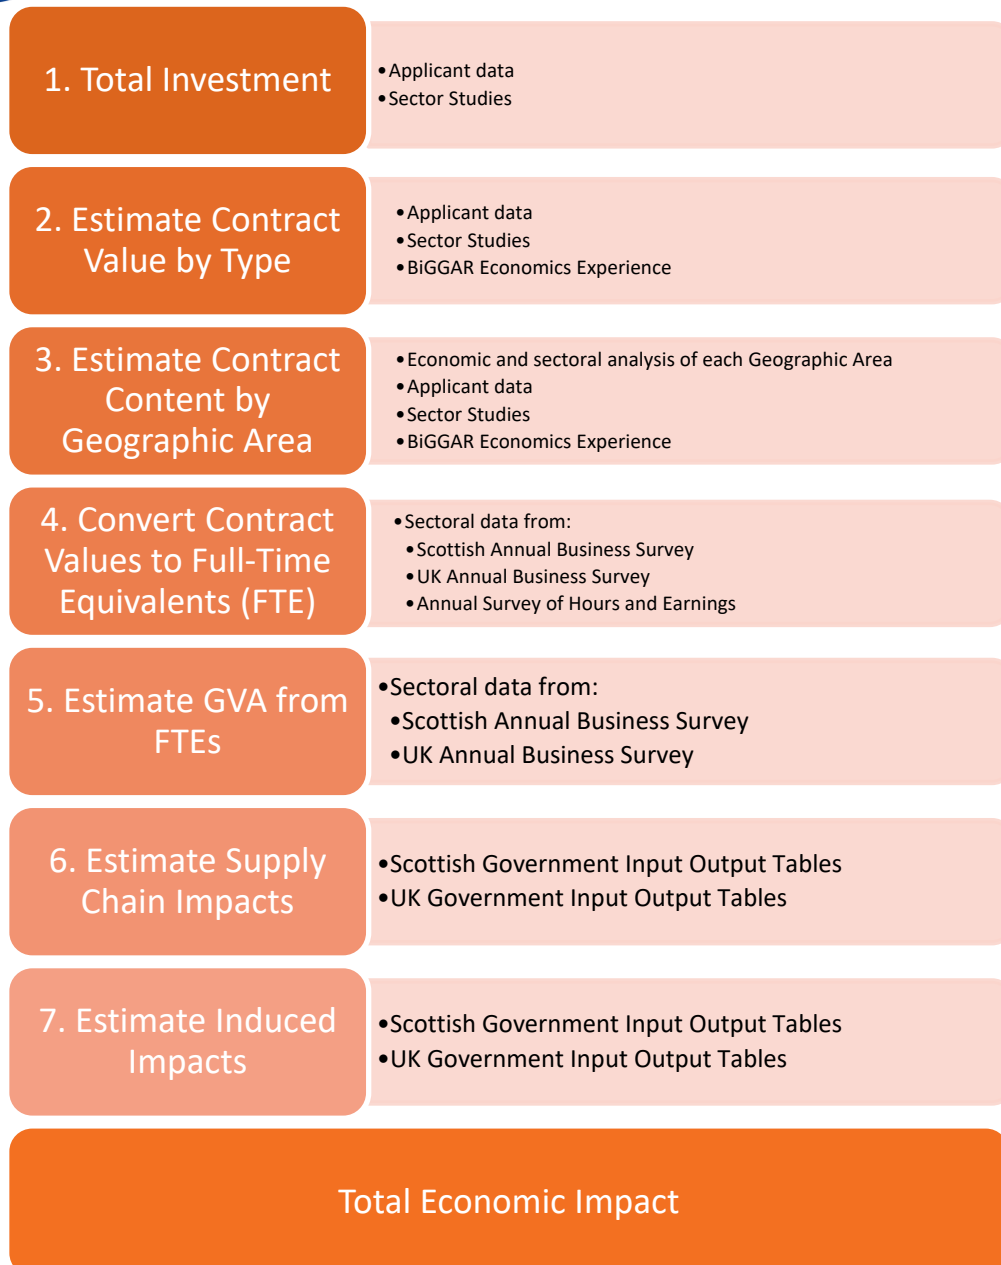 1. Total Investment
•Applicant data
•Sector Studies
2. Estimate Contract
Value by Type
•Applicant data
•Sector Studies
•BiGGAR Economics Experience
3. Estimate Contract
Content by
Geographic Area
•Economic and sectoral analysis of each Geographic Area
•Applicant data
•Sector Studies
•BiGGAR Economics Experience
4. Convert Contract
Values to Full-Time
Equivalents (FTE)
•Sectoral data from:
•Scottish Annual Business Survey
•UK Annual Business Survey
•Annual Survey of Hours and Earnings
5. Estimate GVA from
FTEs
•Sectoral data from:
•Scottish Annual Business Survey
•UK Annual Business Survey
6. Estimate Supply
Chain Impacts
•Scottish Government Input Output Tables
•UK Government Input Output Tables
7. Estimate Induced
Impacts
•Scottish Government Input Output Tables
•UK Government Input Output Tables
Total Economic Impact